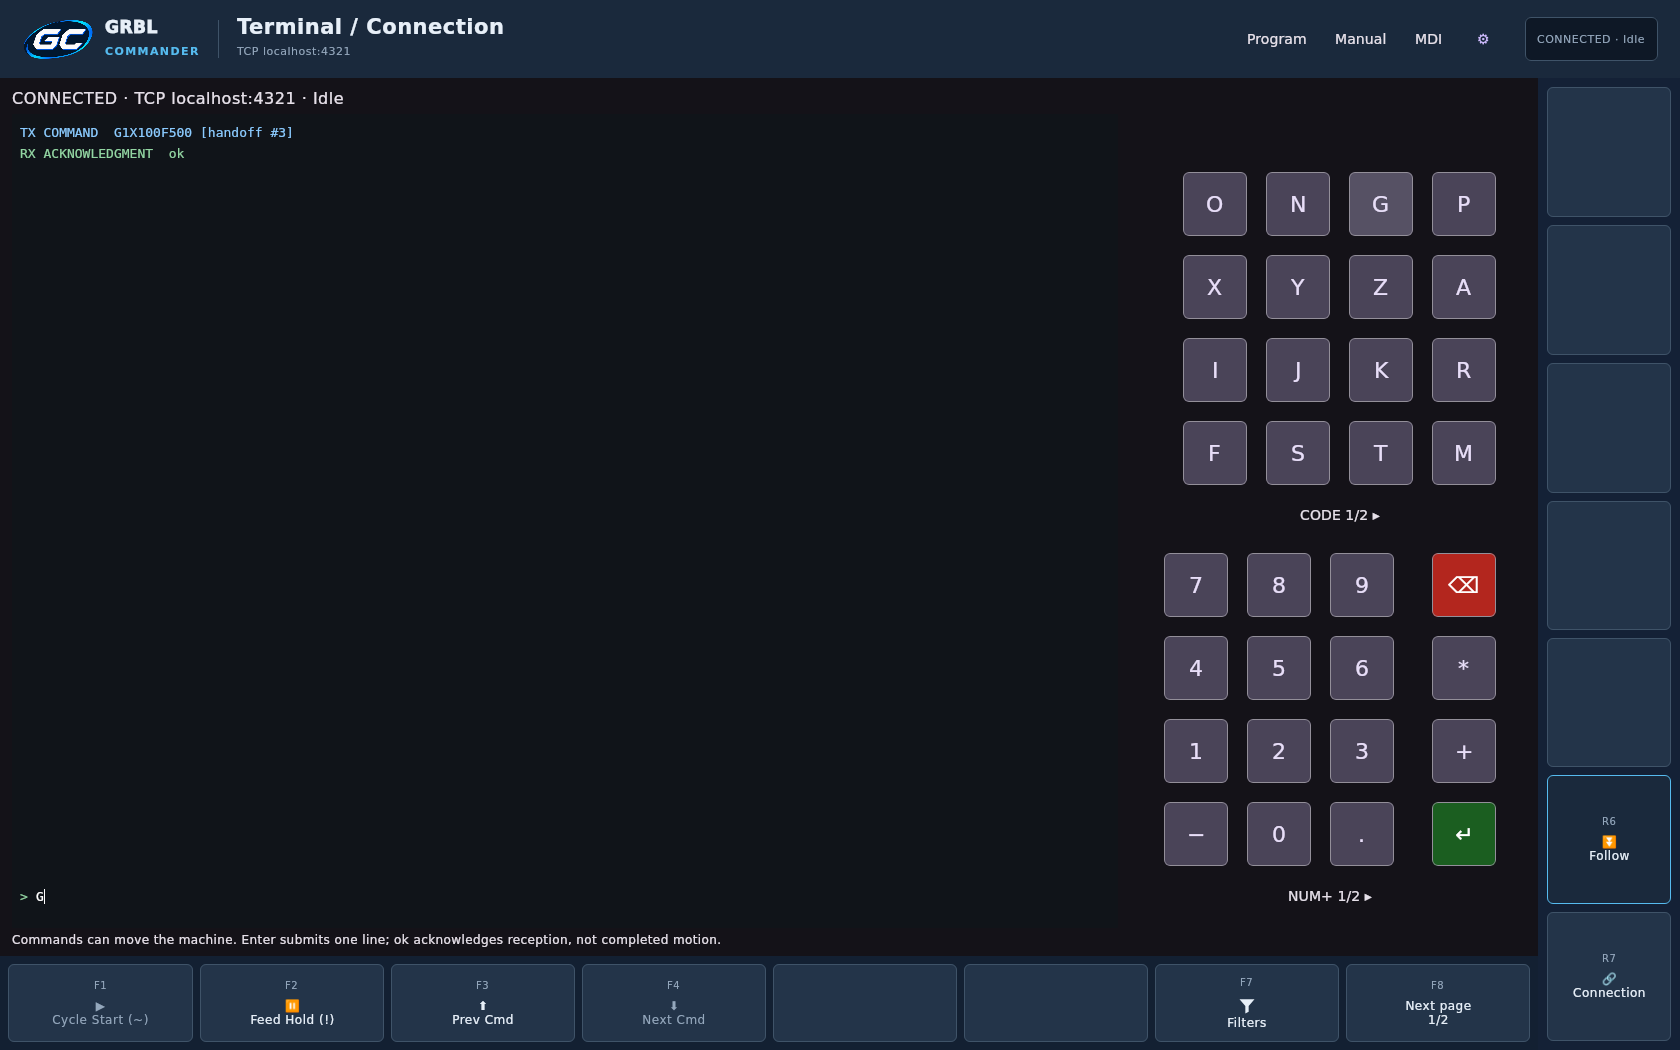 GC GRBL COMMANDER
Terminal / Connection
TCP localhost:4321
Program Manual MDI ⚙ CONNECTED · Idle
CONNECTED · TCP localhost:4321 · Idle
TX COMMAND G1X100F500 [handoff #3]
RX ACKNOWLEDGMENT ok
O N G P
X Y Z A
I J K R
F S T M
CODE 1/2 ▸
7 8 9 ⌫
4 5 6 *
1 2 3 +
− 0 . ↵
NUM+ 1/2 ▸
> G
Commands can move the machine. Enter submits one line; ok acknowledges reception, not completed motion.
R6
⏬
Follow
R7
🔗
Connection
F1
▶
Cycle Start (~)
F2
⏸
Feed Hold (!)
F3
⬆
Prev Cmd
F4
⬇
Next Cmd
F7
Filters
F8
Next page
1/2